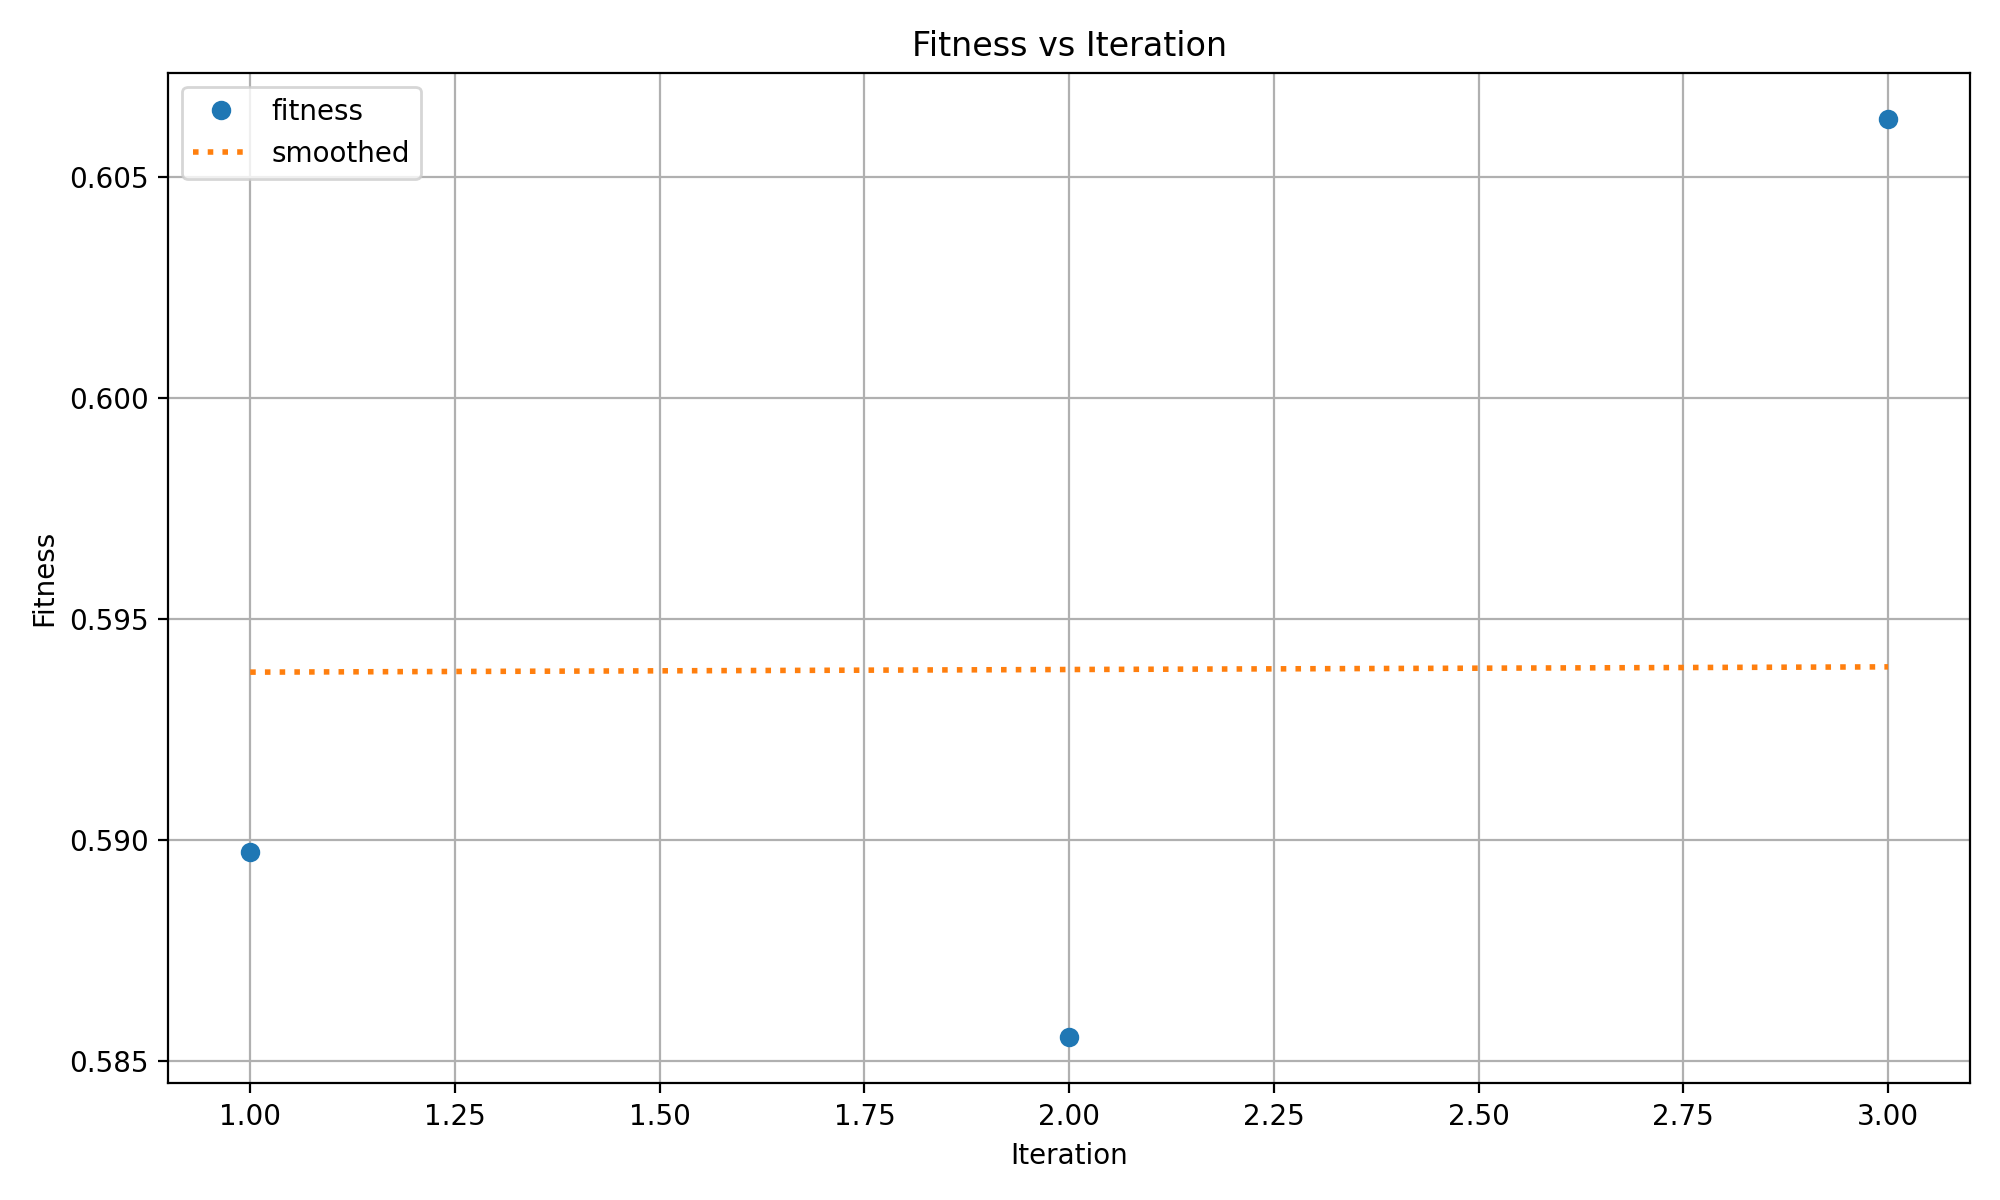 Fitness vs Iteration
fitness
smoothed
0.605
0.600
0.595
0.590
0.585
Fitness
1.00 1.25 1.50 1.75 2.00 2.25 2.50 2.75 3.00
Iteration